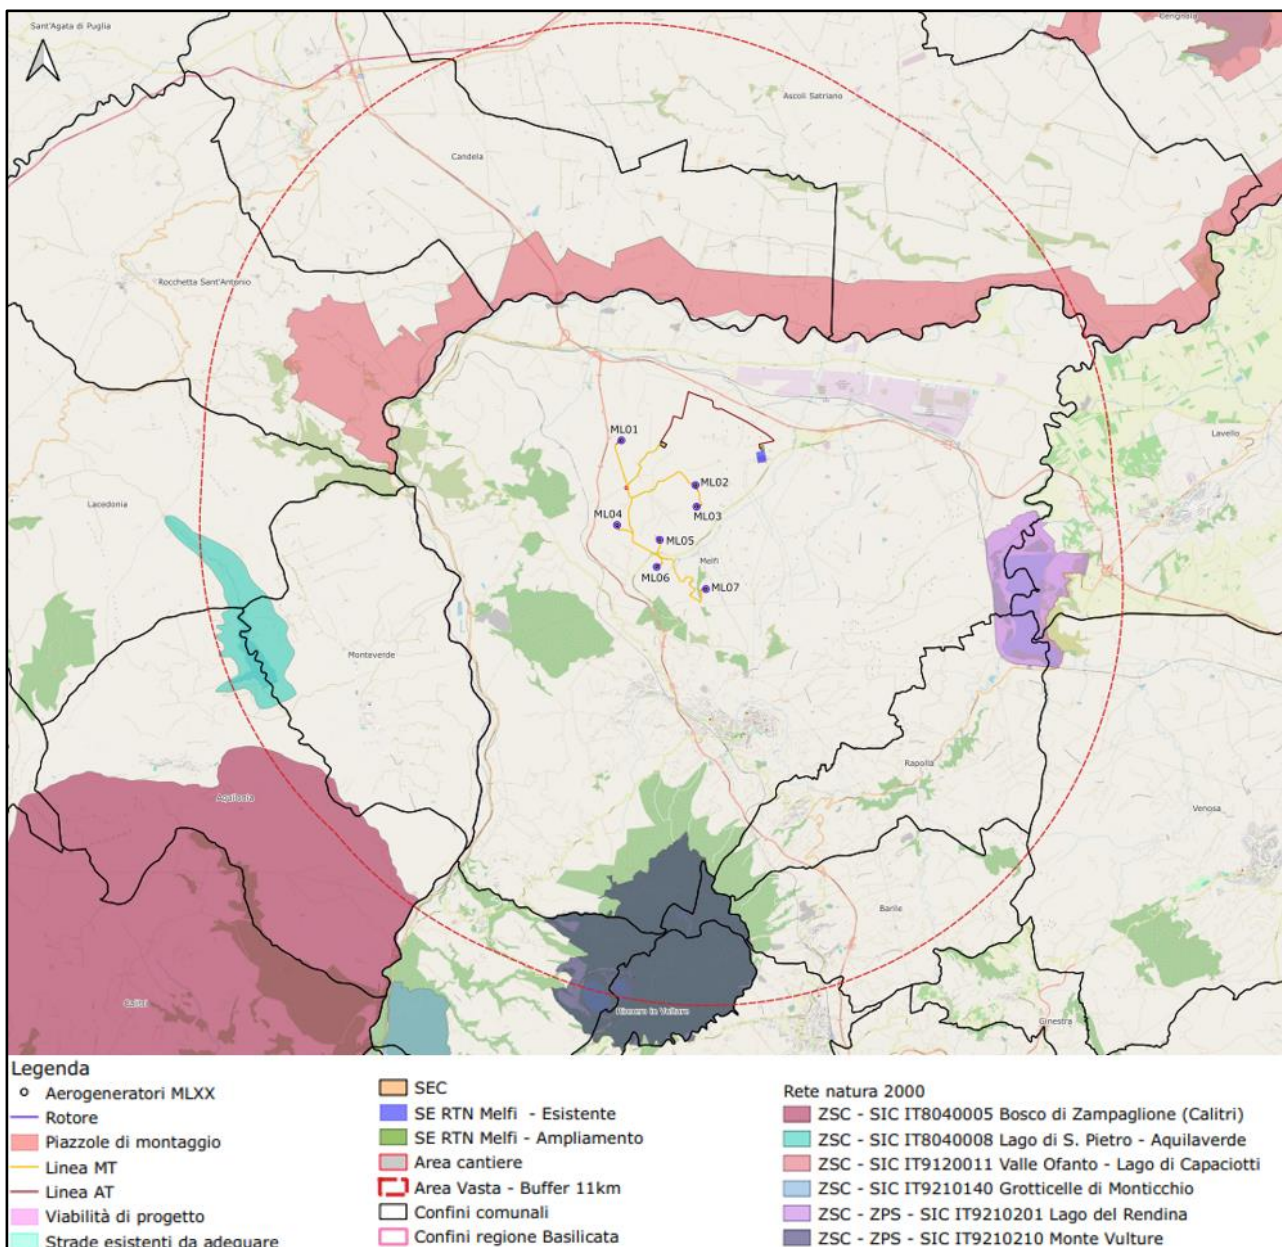 Sant'Agata di Puglia
Cerignola
Ascoli Satriano
Candela
Rocchetta Sant'Antonio
Lavello
ML01
ML02
ML03
ML04
ML05
Melfi
ML06
ML07
Lacedonia
Monteverde
Rapolla
Aquilonia
Venosa
Barile
Calitri
Rionero in Vulture
Ginestra
Legenda
Aerogeneratori MLXX
Rotore
Piazzole di montaggio
Linea MT
Linea AT
Viabilità di progetto
Strade esistenti da adeguare
SEC
SE RTN Melfi - Esistente
SE RTN Melfi - Ampliamento
Area cantiere
Area Vasta - Buffer 11km
Confini comunali
Confini regione Basilicata
Rete natura 2000
ZSC - SIC IT8040005 Bosco di Zampaglione (Calitri)
ZSC - SIC IT8040008 Lago di S. Pietro - Aquilaverde
ZSC - SIC IT9120011 Valle Ofanto - Lago di Capaciotti
ZSC - SIC IT9210140 Grotticelle di Monticchio
ZSC - ZPS - SIC IT9210201 Lago del Rendina
ZSC - ZPS - SIC IT9210210 Monte Vulture